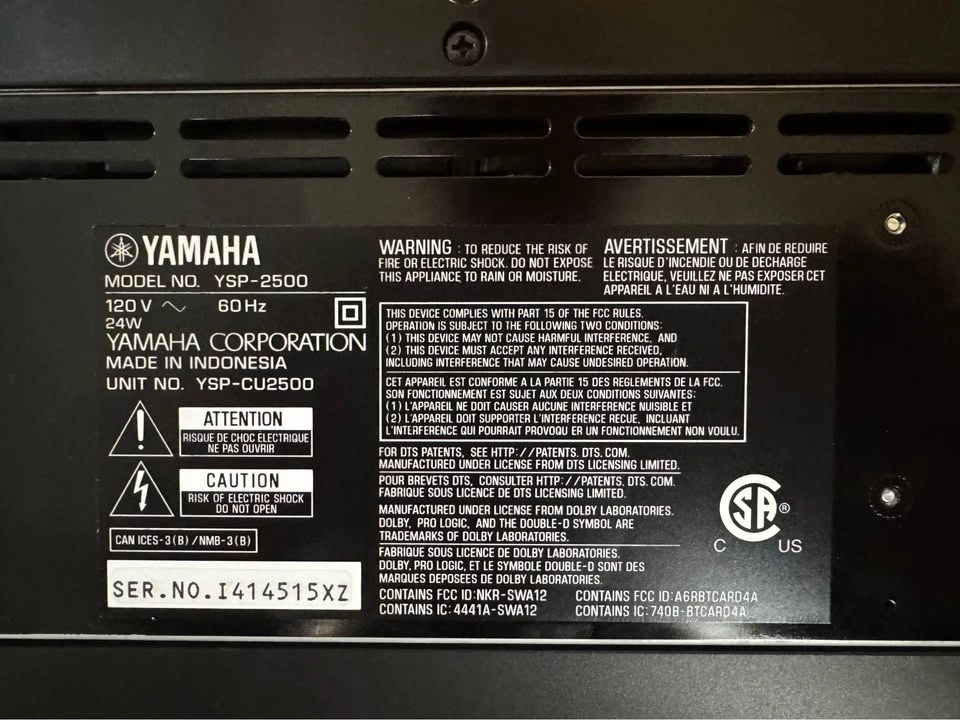 YAMAHA
MODEL NO. YSP-2500
120 V ~ 60 Hz
24W
YAMAHA CORPORATION
MADE IN INDONESIA
UNIT NO. YSP-CU2500
ATTENTION
RISQUE DE CHOC ELECTRIQUE
NE PAS OUVRIR
CAUTION
RISK OF ELECTRIC SHOCK
DO NOT OPEN
CAN ICES-3 (B) /NMB-3 (B)
SER.NO.I414515XZ
WARNING : TO REDUCE THE RISK OF
FIRE OR ELECTRIC SHOCK. DO NOT EXPOSE
THIS APPLIANCE TO RAIN OR MOISTURE.
AVERTISSEMENT : AFIN DE REDUIRE
LE RISQUE D'INCENDIE OU DE DECHARGE
ELECTRIQUE, VEUILLEZ NE PAS EXPOSER CET
APPAREIL A L'EAU NI A L'HUMIDITE.
THIS DEVICE COMPLIES WITH PART 15 OF THE FCC RULES.
OPERATION IS SUBJECT TO THE FOLLOWING TWO CONDITIONS:
(1) THIS DEVICE MAY NOT CAUSE HARMFUL INTERFERENCE, AND
(2) THIS DEVICE MUST ACCEPT ANY INTERFERENCE RECEIVED,
INCLUDING INTERFERENCE THAT MAY CAUSE UNDESIRED OPERATION.
CET APPAREIL EST CONFORME A LA PARTIE 15 DES REGLEMENTS DE LA FCC.
SON FONCTIONNEMENT EST SUJET AUX DEUX CONDITIONS SUIVANTES:
(1) L'APPAREIL NE DOIT CAUSER AUCUNE INTERFERENCE NUISIBLE ET
(2) L'APPAREIL DOIT SUPPORTER L'INTERFERENCE RECUE, INCLUANT
L'INTERFERENCE QUI POURRAIT PROVOQU ER UN FONCTIONNEMENT NON VOULU.
FOR DTS PATENTS, SEE HTTP://PATENTS. DTS. COM.
MANUFACTURED UNDER LICENSE FROM DTS LICENSING LIMITED.
POUR BREVETS DTS, CONSULTER HTTP://PATENTS. DTS. COM.
FABRIQUE SOUS LICENCE DE DTS LICENSING LIMITED.
MANUFACTURED UNDER LICENSE FROM DOLBY LABORATORIES.
DOLBY, PRO LOGIC, AND THE DOUBLE-D SYMBOL ARE
TRADEMARKS OF DOLBY LABORATORIES.
FABRIQUE SOUS LICENCE DE DOLBY LABORATORIES.
DOLBY, PRO LOGIC, ET LE SYMBOLE DOUBLE-D SONT DES
MARQUES DEPOSEES DE DOLBY LABORATORIES.
CONTAINS FCC ID:NKR-SWA12 CONTAINS FCC ID:A6RBTCARD4A
CONTAINS IC: 4441A-SWA12 CONTAINS IC: 740B-BTCARD4A
CSA ®
C US